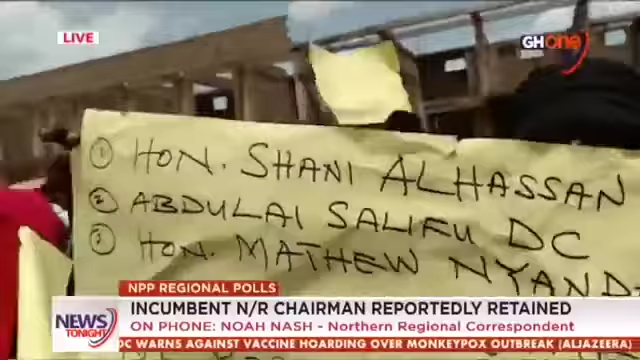 LIVE
GHOne
① HON. SHANI ALHASSAN
② ABDULAI SALIFU DC
③ HON. MATHEW
NPP REGIONAL POLLS
INCUMBENT N/R CHAIRMAN REPORTEDLY RETAINED
NEWS TONIGHT
ON PHONE: NOAH NASH - Northern Regional Correspondent
WARNS AGAINST VACCINE HOARDING OVER MONKEYPOX OUTBREAK (ALJAZEERA)